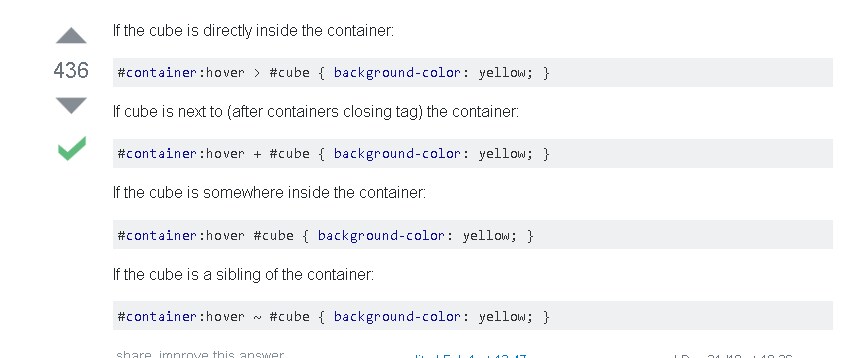 If the cube is directly inside the container:
436
#container:hover > #cube { background-color: yellow; }
If cube is next to (after containers closing tag) the container:
#container:hover + #cube { background-color: yellow; }
If the cube is somewhere inside the container:
#container:hover #cube { background-color: yellow; }
If the cube is a sibling of the container:
#container:hover ~ #cube { background-color: yellow; }
share improve this answer